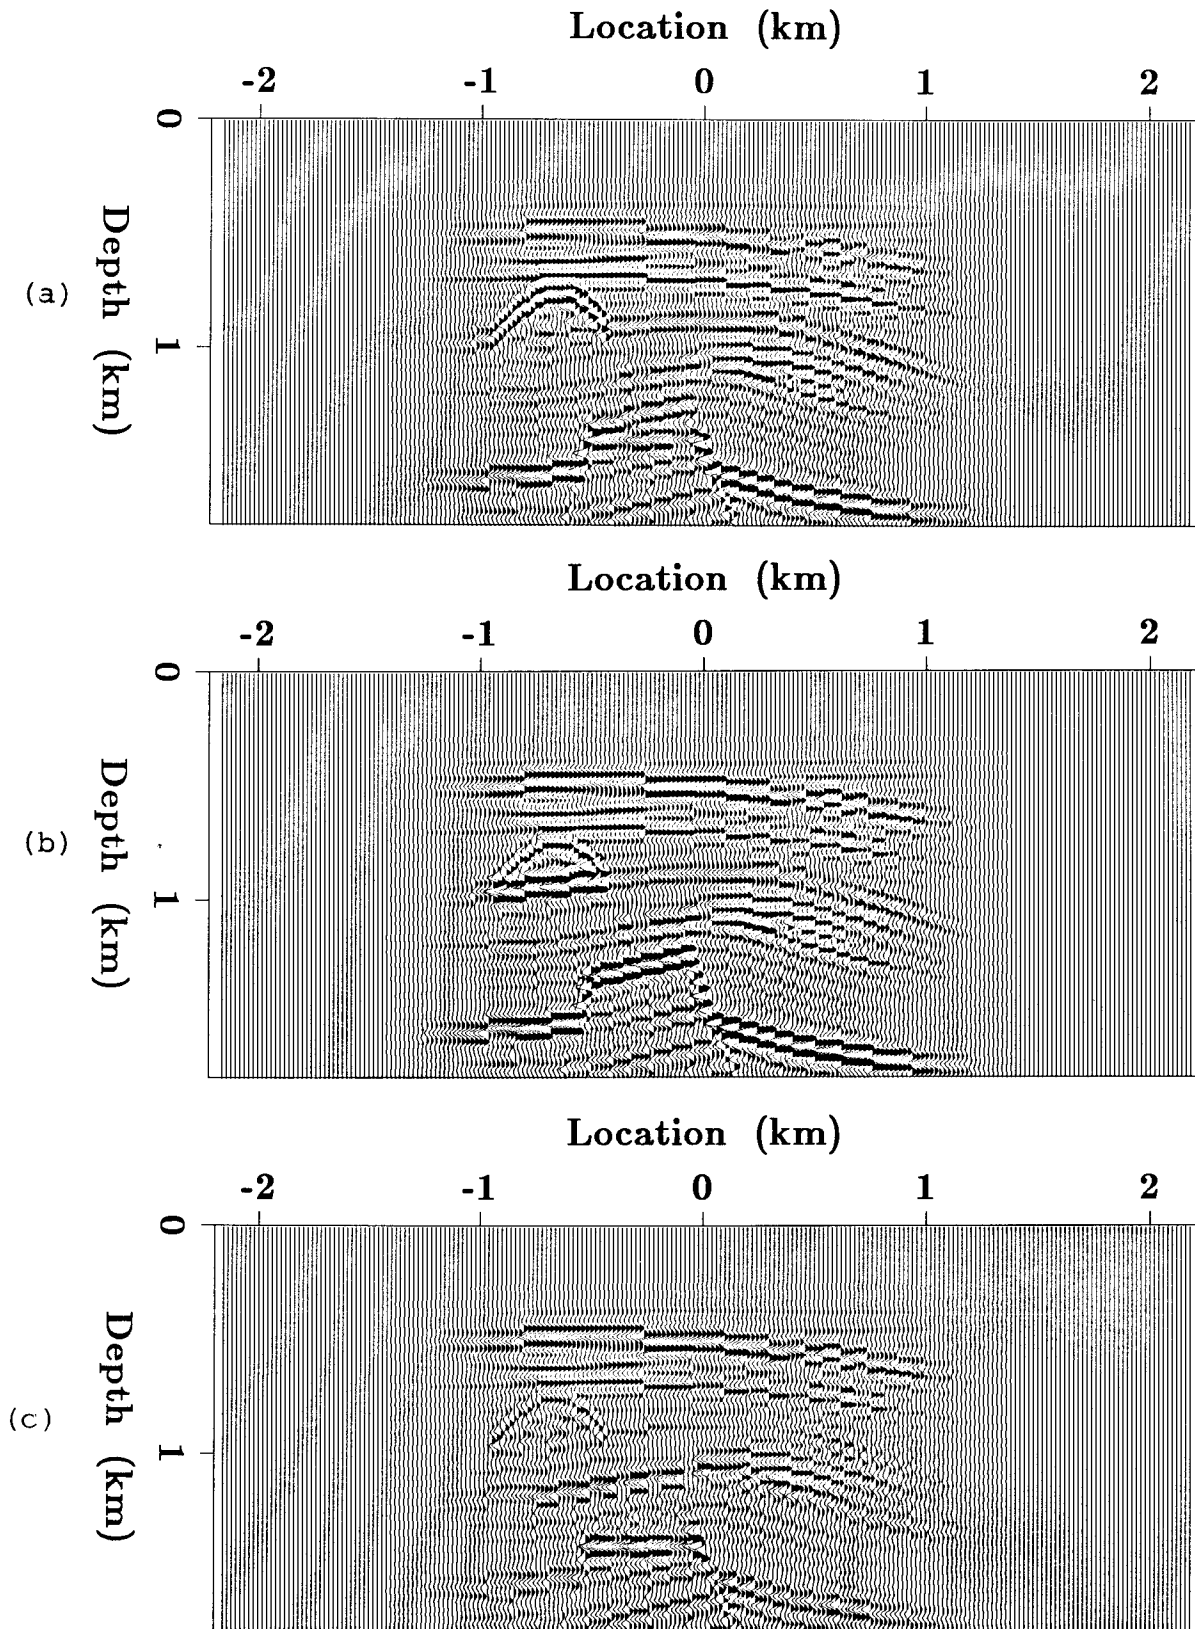 Location (km)
-2 -1 0 1 2
0
1
Depth (km)
(a)
Location (km)
-2 -1 0 1 2
0
1
Depth (km)
(b)
Location (km)
-2 -1 0 1 2
0
1
Depth (km)
(c)